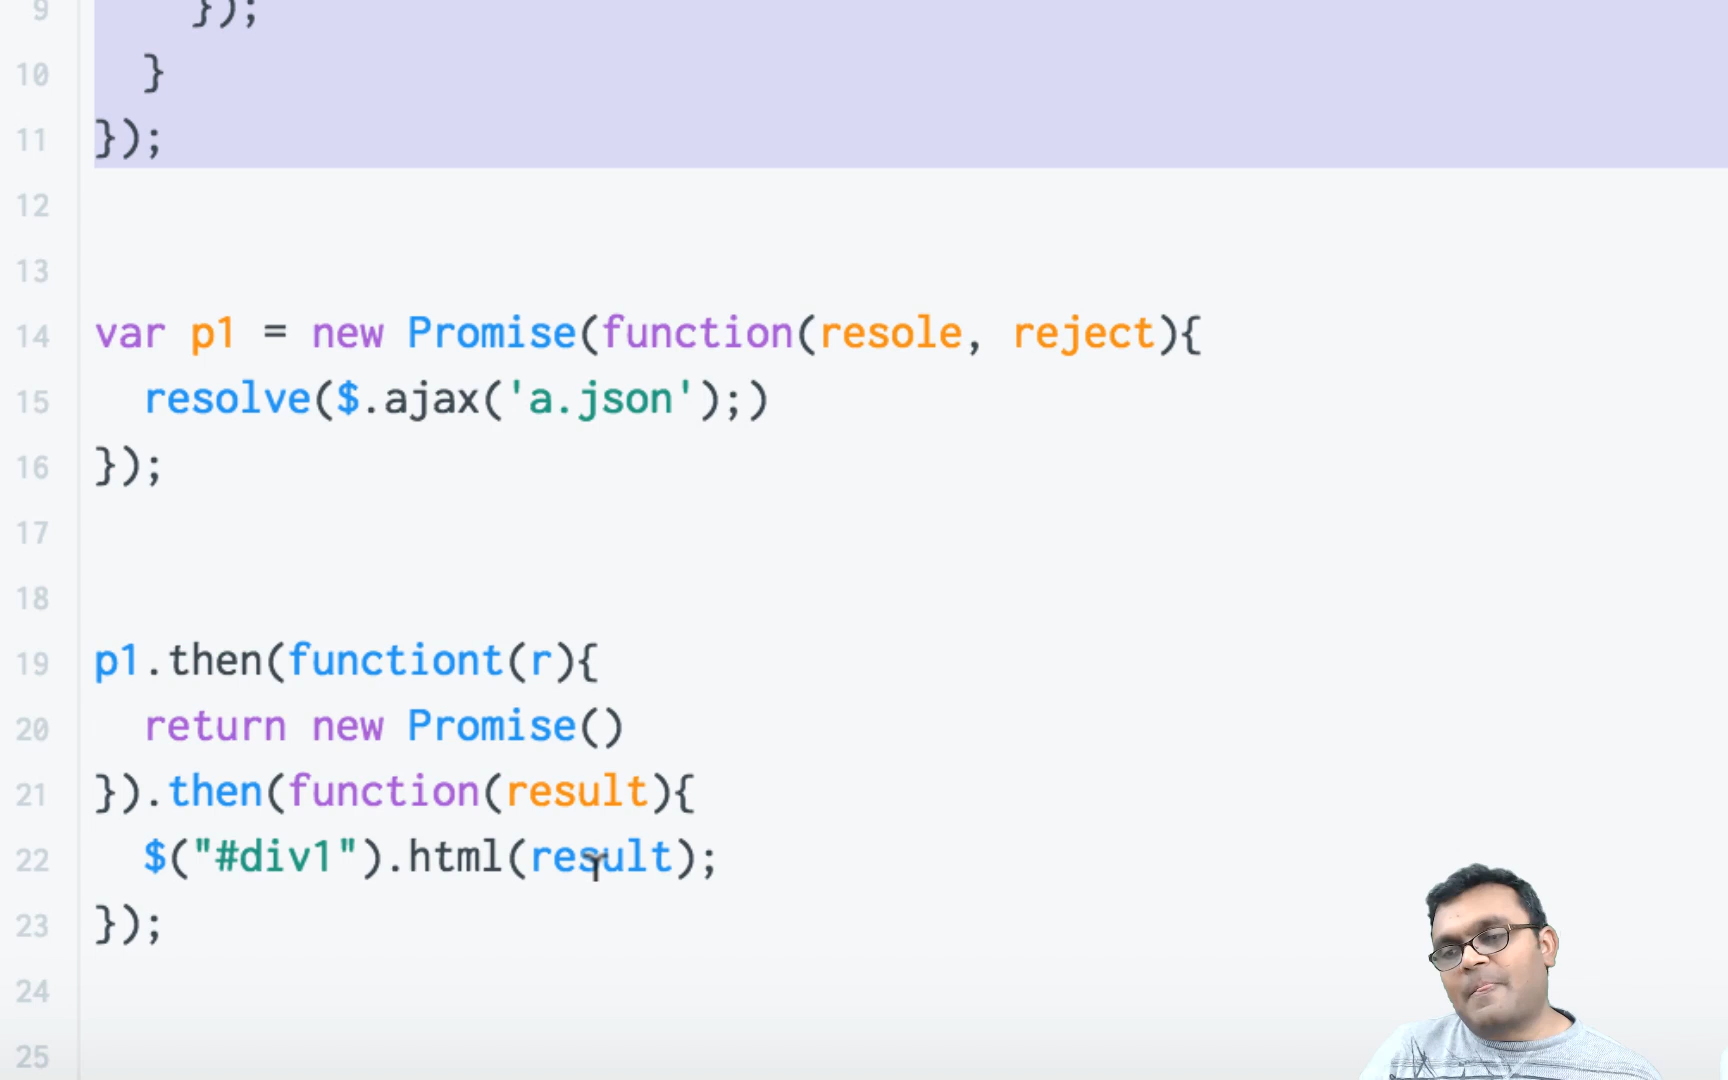 9 });
10 }
11 });
12
13
14 var p1 = new Promise(function(resole, reject){
15 resolve($.ajax('a.json');)
16 });
17
18
19 p1.then(functiont(r){
20 return new Promise()
21 }).then(function(result){
22 $("#div1").html(result);
23 });
24
25